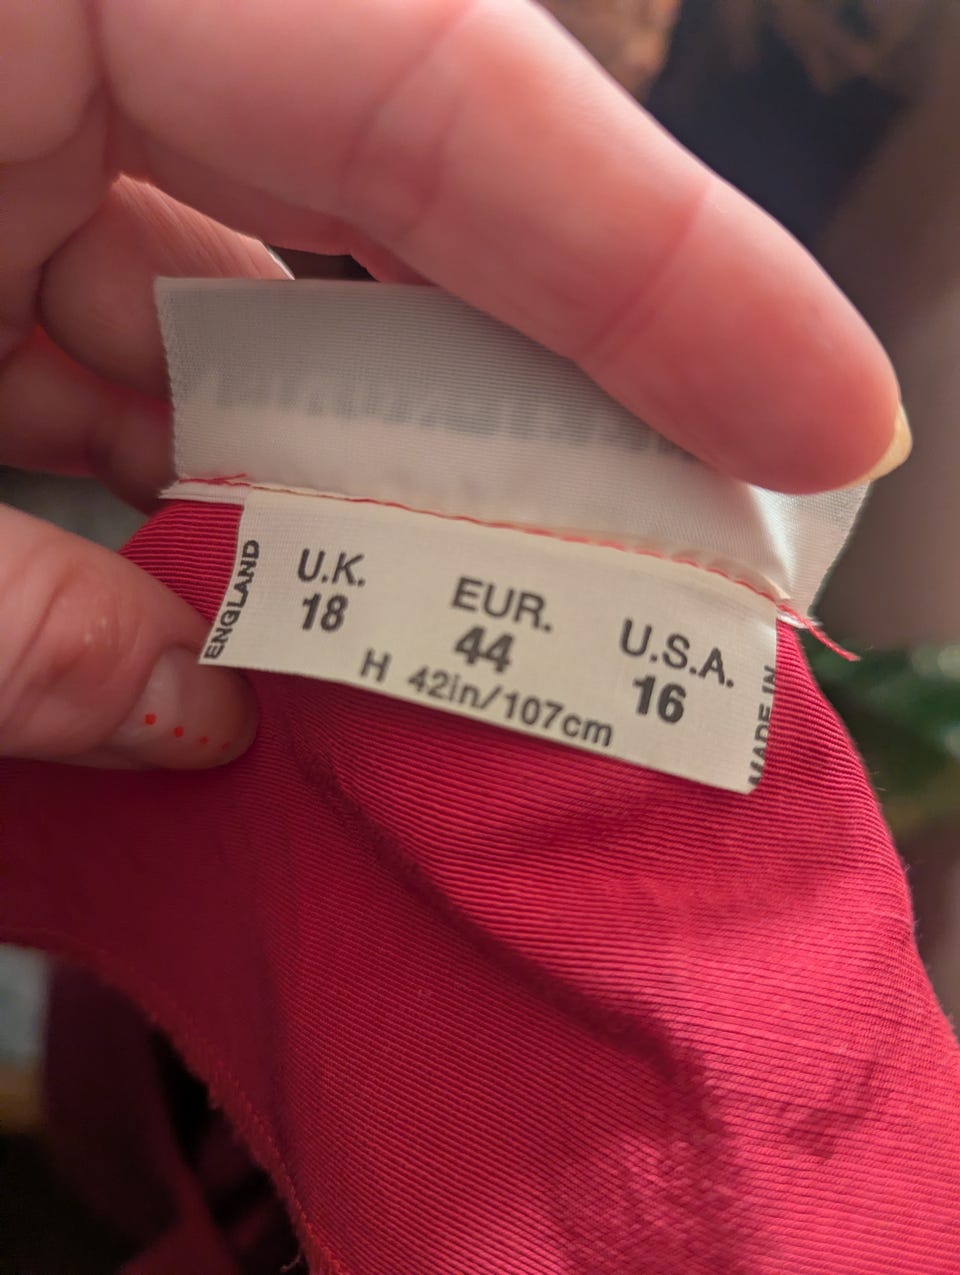 U.K. EUR. U.S.A.
18 44 16
H 42in/107cm
MADE IN
ENGLAND